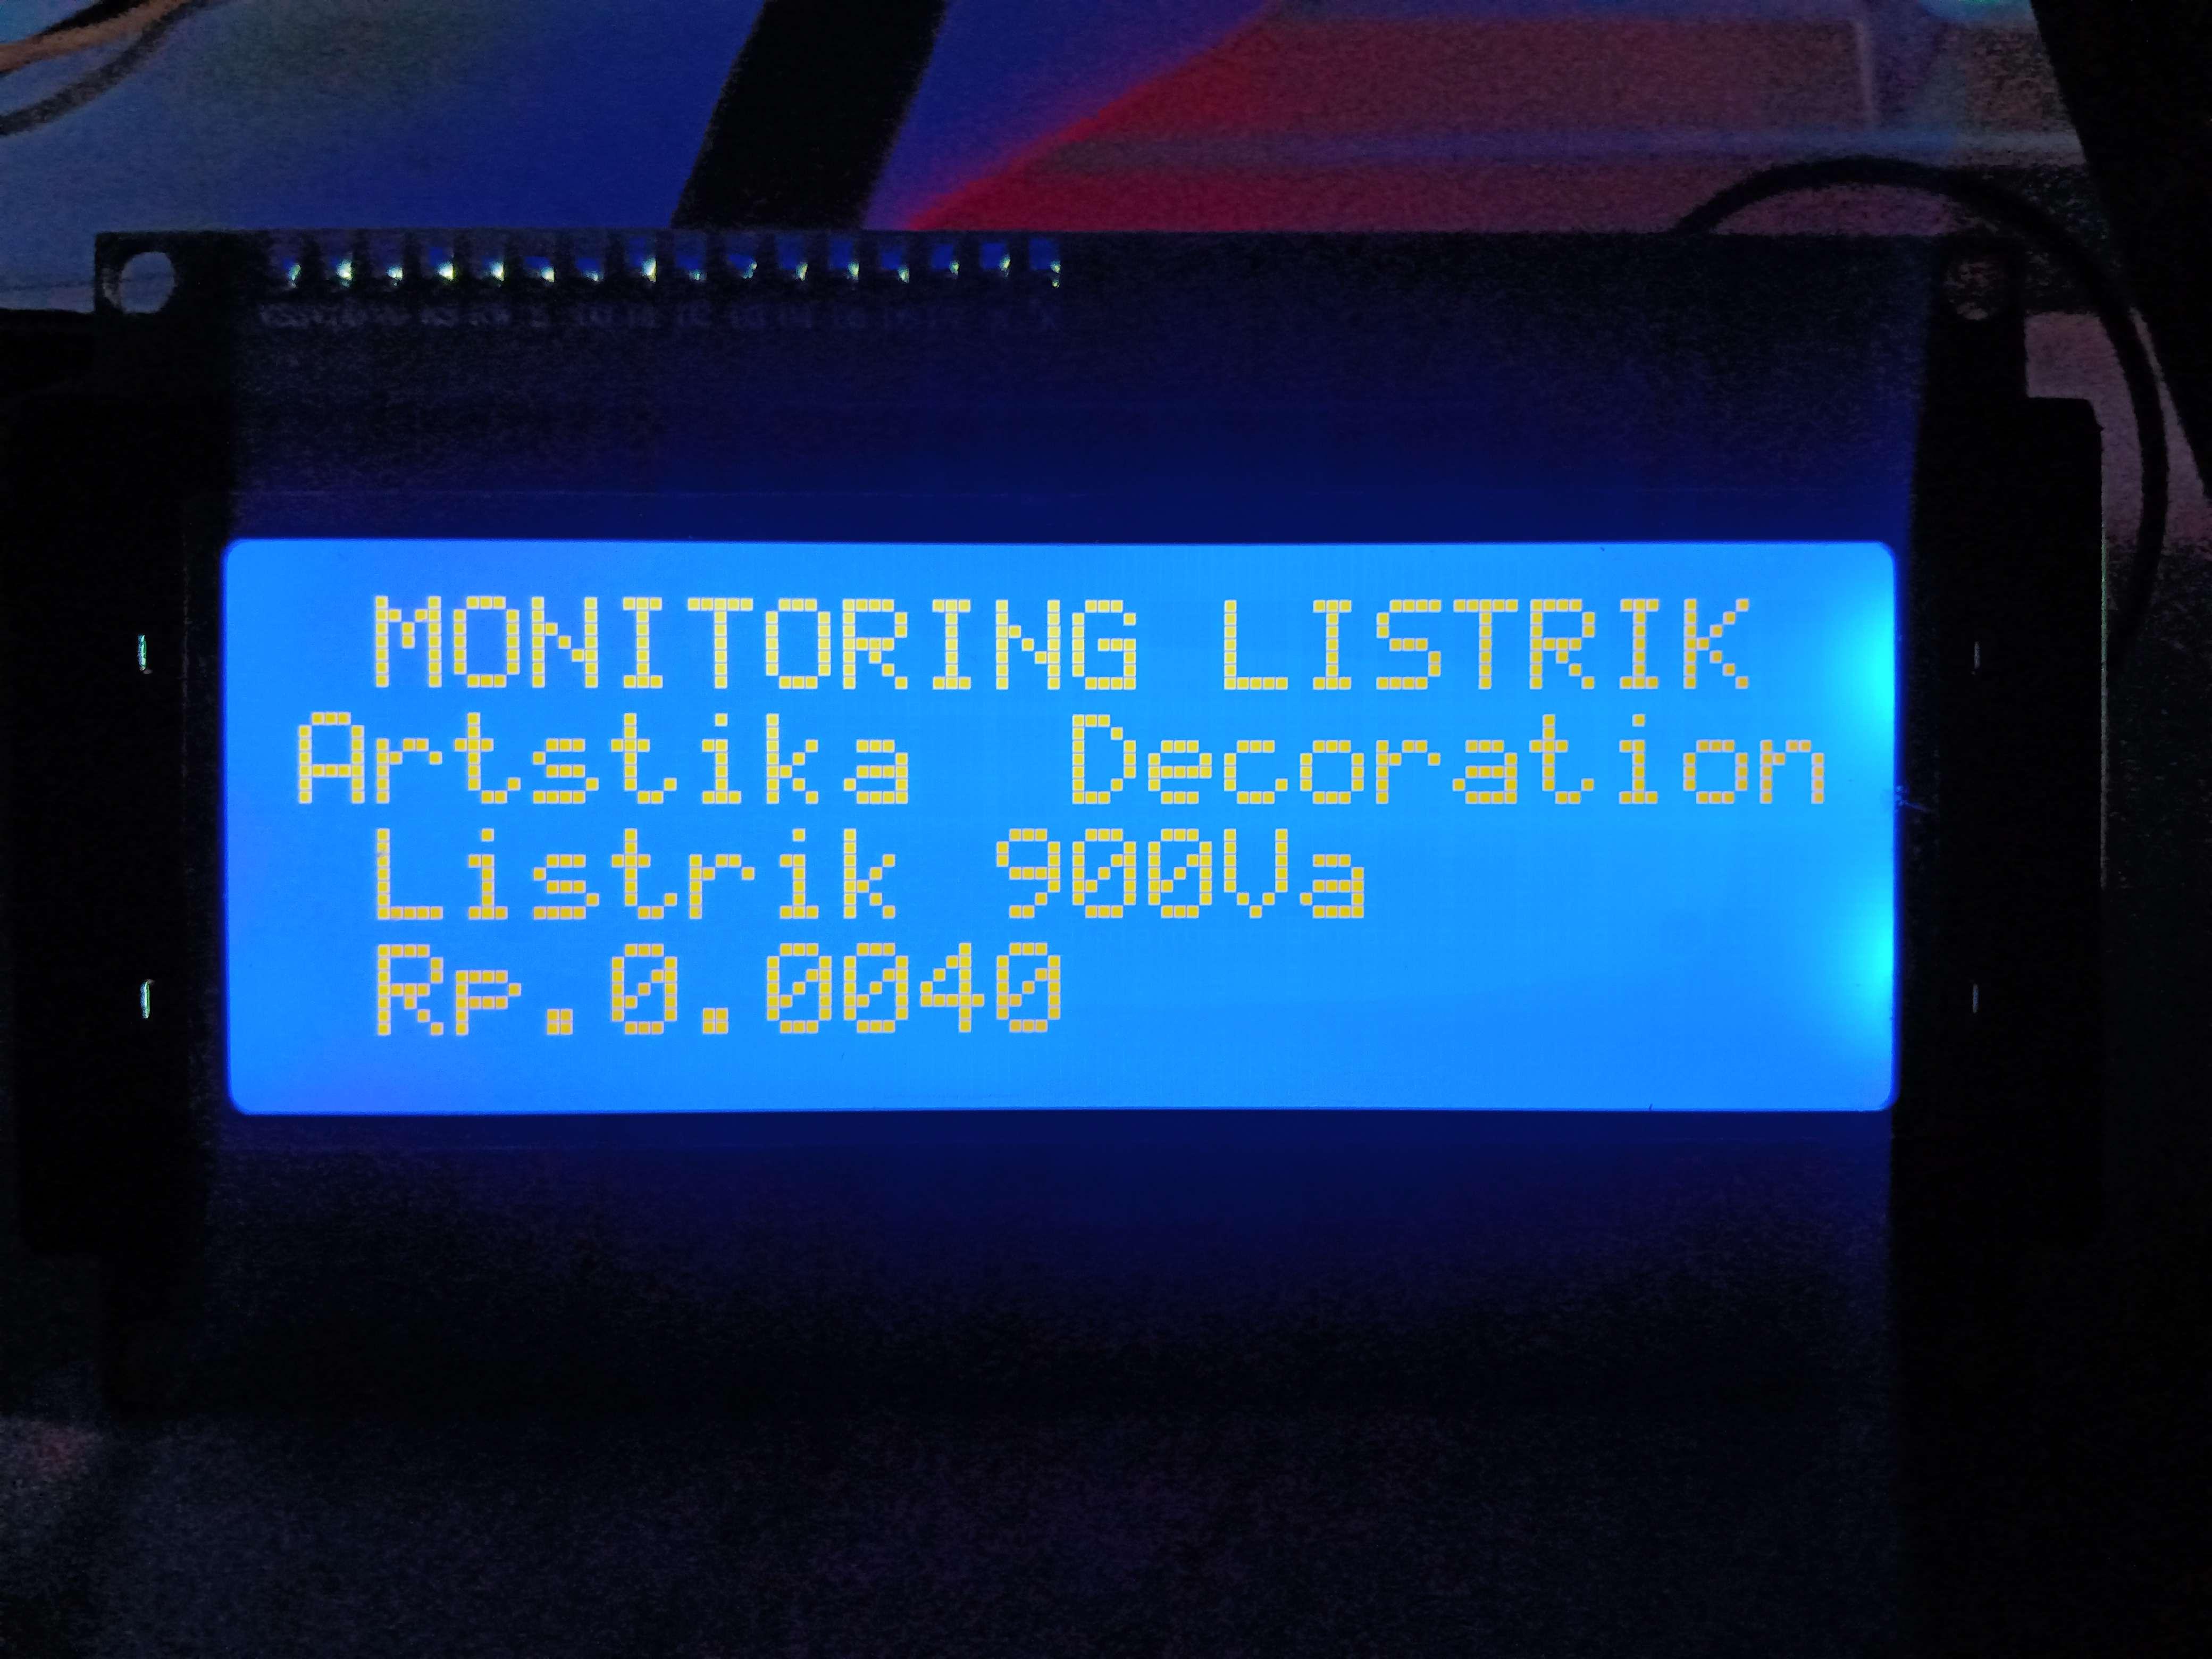 MONITORING LISTRIK
Artstika  Decoration
Listrik 900Va
Rp.0.0040